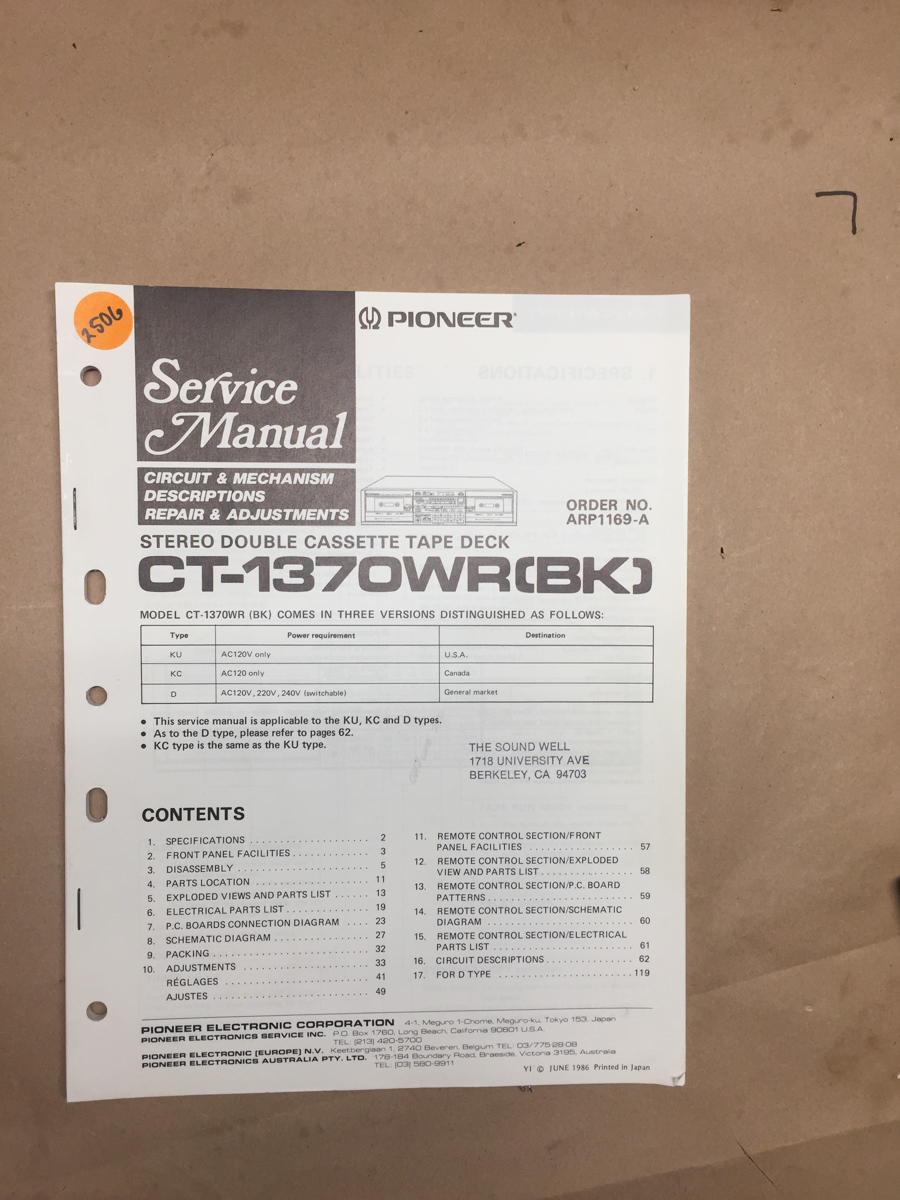 2506
PIONEER
Service
Manual
CIRCUIT & MECHANISM
DESCRIPTIONS
REPAIR & ADJUSTMENTS
ORDER NO.
ARP1169-A
STEREO DOUBLE CASSETTE TAPE DECK
CT-1370WR(BK)
MODEL CT-1370WR (BK) COMES IN THREE VERSIONS DISTINGUISHED AS FOLLOWS:
Type Power requirement Destination
KU AC120V only U.S.A.
KC AC120 only Canada
D AC120V, 220V, 240V (switchable) General market
● This service manual is applicable to the KU, KC and D types.
● As to the D type, please refer to pages 62.
● KC type is the same as the KU type.
THE SOUND WELL
1718 UNIVERSITY AVE
BERKELEY, CA 94703
CONTENTS
1. SPECIFICATIONS . . . . . . . . . . . . . . . . . . . . 2
2. FRONT PANEL FACILITIES . . . . . . . . . . . . . 3
3. DISASSEMBLY . . . . . . . . . . . . . . . . . . . . . . 5
4. PARTS LOCATION . . . . . . . . . . . . . . . . . . . 11
5. EXPLODED VIEWS AND PARTS LIST . . . . . . 13
6. ELECTRICAL PARTS LIST . . . . . . . . . . . . . . 19
7. P.C. BOARDS CONNECTION DIAGRAM . . . . 23
8. SCHEMATIC DIAGRAM . . . . . . . . . . . . . . . . 27
9. PACKING . . . . . . . . . . . . . . . . . . . . . . . . . . 32
10. ADJUSTMENTS . . . . . . . . . . . . . . . . . . . . . 33
RÉGLAGES . . . . . . . . . . . . . . . . . . . . . . . . 41
AJUSTES . . . . . . . . . . . . . . . . . . . . . . . . . . 49
11. REMOTE CONTROL SECTION/FRONT
PANEL FACILITIES . . . . . . . . . . . . . . . . . . 57
12. REMOTE CONTROL SECTION/EXPLODED
VIEW AND PARTS LIST . . . . . . . . . . . . . . . . 58
13. REMOTE CONTROL SECTION/P.C. BOARD
PATTERNS . . . . . . . . . . . . . . . . . . . . . . . . . 59
14. REMOTE CONTROL SECTION/SCHEMATIC
DIAGRAM . . . . . . . . . . . . . . . . . . . . . . . . . 60
15. REMOTE CONTROL SECTION/ELECTRICAL
PARTS LIST . . . . . . . . . . . . . . . . . . . . . . . . 61
16. CIRCUIT DESCRIPTIONS . . . . . . . . . . . . . . . 62
17. FOR D TYPE . . . . . . . . . . . . . . . . . . . . . . . 119
PIONEER ELECTRONIC CORPORATION 4-1, Meguro 1-Chome, Meguro-ku, Tokyo 153, Japan
PIONEER ELECTRONICS SERVICE INC. P.O. Box 1760, Long Beach, California 90801 U.S.A.
TEL: (213) 420-5700
PIONEER ELECTRONIC (EUROPE) N.V. Keetberglaan 1, 2740 Beveren, Belgium TEL: 03/775·28·08
PIONEER ELECTRONICS AUSTRALIA PTY. LTD. 178-184 Boundary Road, Braeside, Victoria 3195, Australia
TEL: (03) 580-9911
YI © JUNE 1986 Printed in Japan